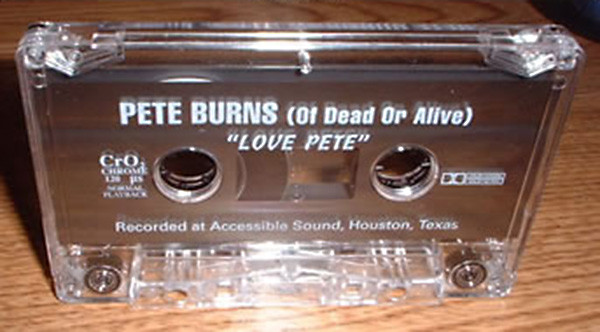 PETE BURNS (Of Dead Or Alive)
"LOVE PETE"
CrO₂
CHROME
120 µs
NORMAL
PLAYBACK
Recorded at Accessible Sound, Houston, Texas